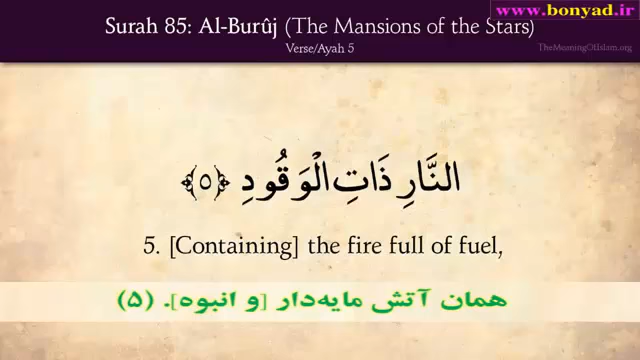 www.bonyad.ir
Surah 85: Al-Burûj (The Mansions of the Stars)
Verse/Ayah 5
TheMeaningOfIslam.org
النَّارِ ذَاتِ الْوَقُودِ ﴿٥﴾
5. [Containing] the fire full of fuel,
همان آتش مایه‌دار [و انبوه]. (۵)